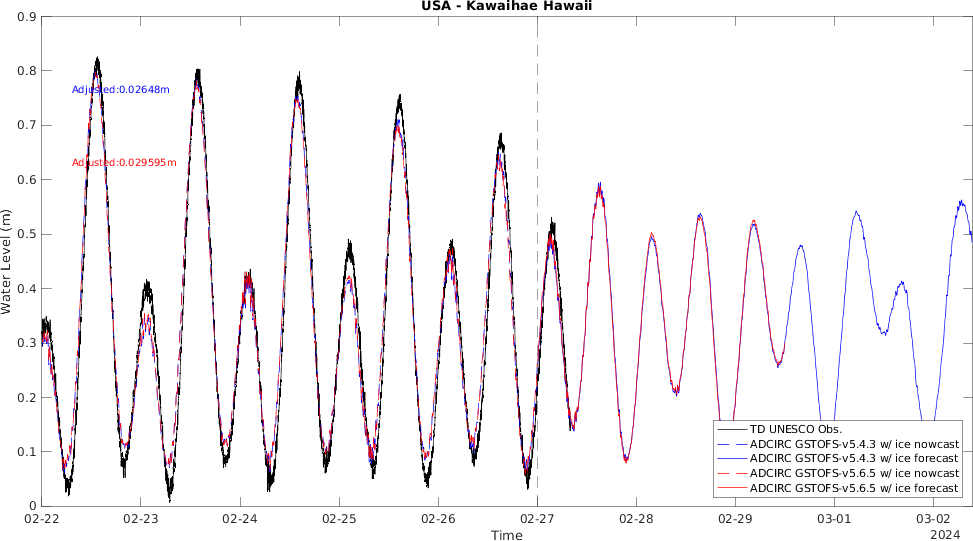 USA - Kawaihae Hawaii
0.9
0.8
Adjusted:0.02648m
0.7
Adjusted:0.029595m
0.6
0.5
Water Level (m)
0.4
0.3
0.2
0.1
0
TD UNESCO Obs.
ADCIRC GSTOFS-v5.4.3 w/ ice nowcast
ADCIRC GSTOFS-v5.4.3 w/ ice forecast
ADCIRC GSTOFS-v5.6.5 w/ ice nowcast
ADCIRC GSTOFS-v5.6.5 w/ ice forecast
02-22 02-23 02-24 02-25 02-26 02-27 02-28 02-29 03-01 03-02
Time
2024